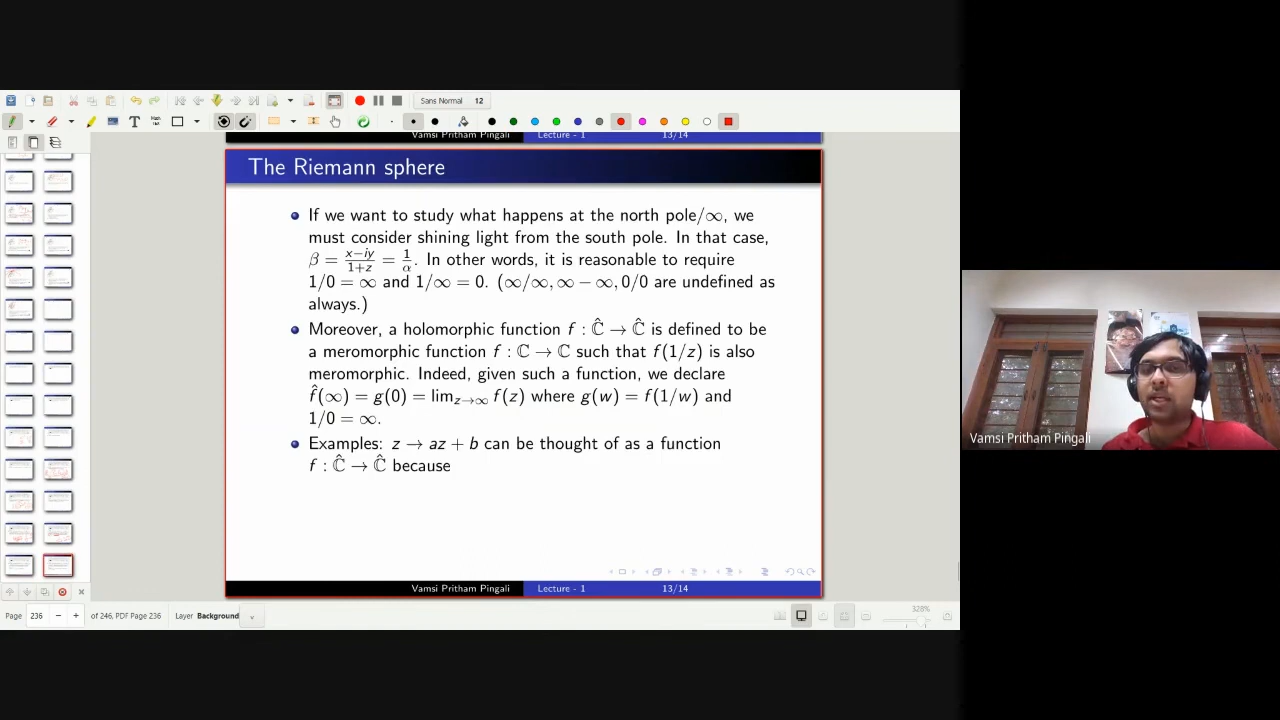 Sans Normal 12
Vamsi Pritham Pingali Lecture - 1 13/14
The Riemann sphere
If we want to study what happens at the north pole/∞, we
must consider shining light from the south pole. In that case,
β = x−iy/1+z = 1/α. In other words, it is reasonable to require
1/0 = ∞ and 1/∞ = 0. (∞/∞, ∞ − ∞, 0/0 are undefined as
always.)
Moreover, a holomorphic function f : Ĉ → Ĉ is defined to be
a meromorphic function f : ℂ → ℂ such that f(1/z) is also
meromorphic. Indeed, given such a function, we declare
f̂(∞) = g(0) = lim_{z→∞} f(z) where g(w) = f(1/w) and
1/0 = ∞.
Examples: z → az + b can be thought of as a function
f : Ĉ → Ĉ because
Vamsi Pritham Pingali Lecture - 1 13/14
Vamsi Pritham Pingali
Page 236 of 246, PDF Page 236 Layer Background
328%